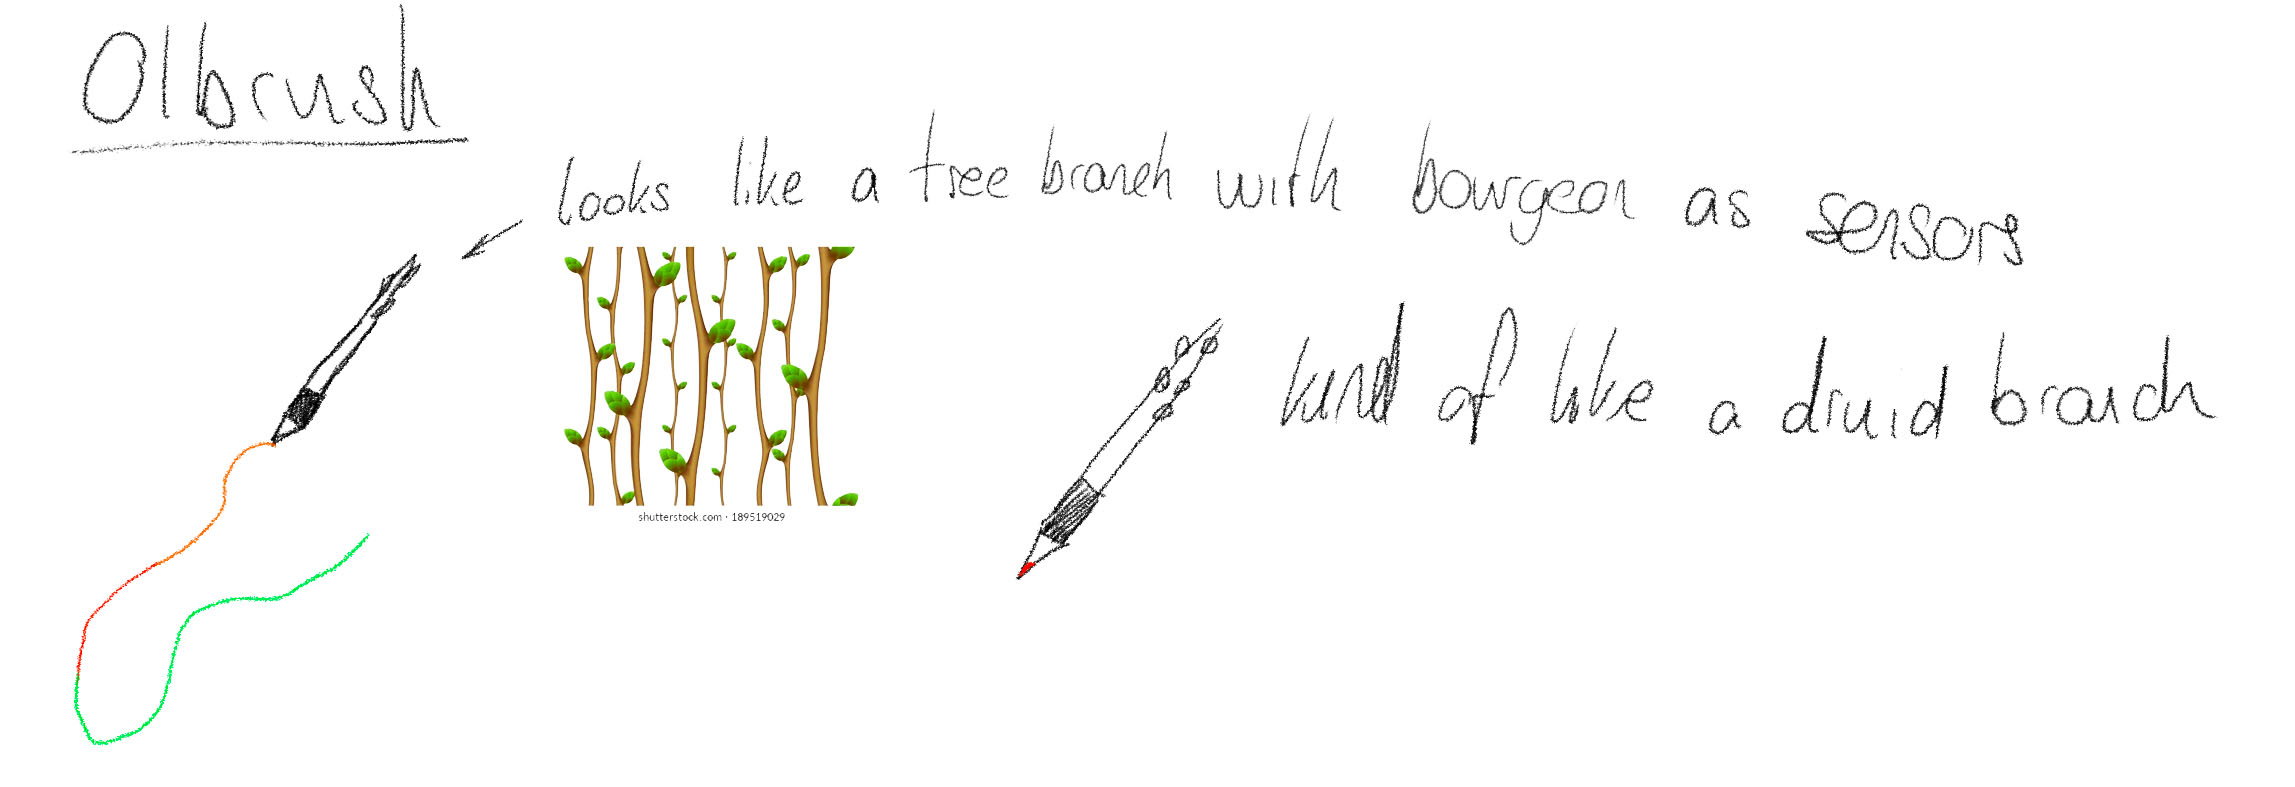 Olbrush
looks like a tree branch with bourgeon as sensors
kind of like a druid branch
shutterstock.com · 189519029